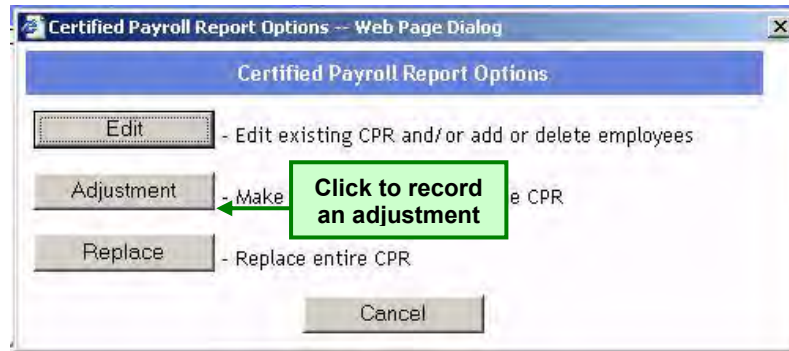 Certified Payroll Report Options -- Web Page Dialog
Certified Payroll Report Options
Edit - Edit existing CPR and/or add or delete employees
Adjustment - Make e CPR
Click to record
an adjustment
Replace - Replace entire CPR
Cancel